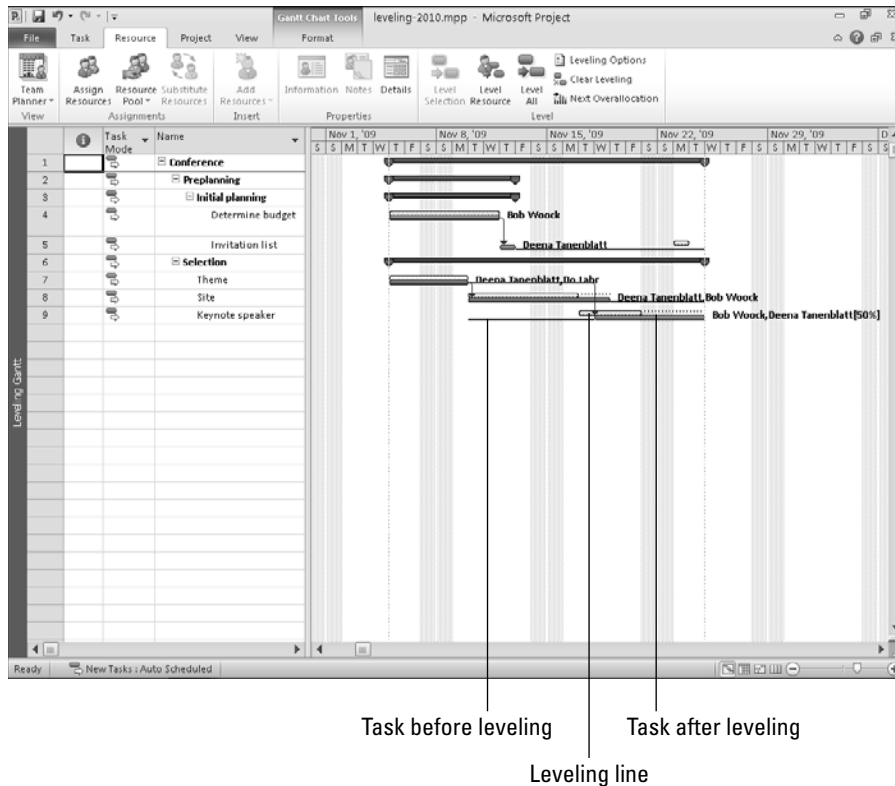 Gantt Chart Tools leveling-2010.mpp - Microsoft Project
File Task Resource Project View Format
Team Planner
Assign Resources
Resource Pool
Substitute Resources
Add Resources
Information Notes Details
Level Selection
Level Resource
Level All
Leveling Options
Clear Leveling
Next Overallocation
View Assignments Insert Properties Level
Task Mode Name
Nov 1, '09 Nov 8, '09 Nov 15, '09 Nov 22, '09 Nov 29, '09 D
S S M T W T F S S M T W T F S S M T W T F S S M T W T F S S M T W T F S S
1 Conference
2 Preplanning
3 Initial planning
4 Determine budget Bob Woock
5 Invitation list Deena Tanenblatt
6 Selection
7 Theme Deena Tanenblatt,Do Lahr
8 Site Deena Tanenblatt,Bob Woock
9 Keynote speaker Bob Woock,Deena Tanenblatt[50%]
Leveling Gantt
Ready New Tasks : Auto Scheduled
Task before leveling Task after leveling
Leveling line